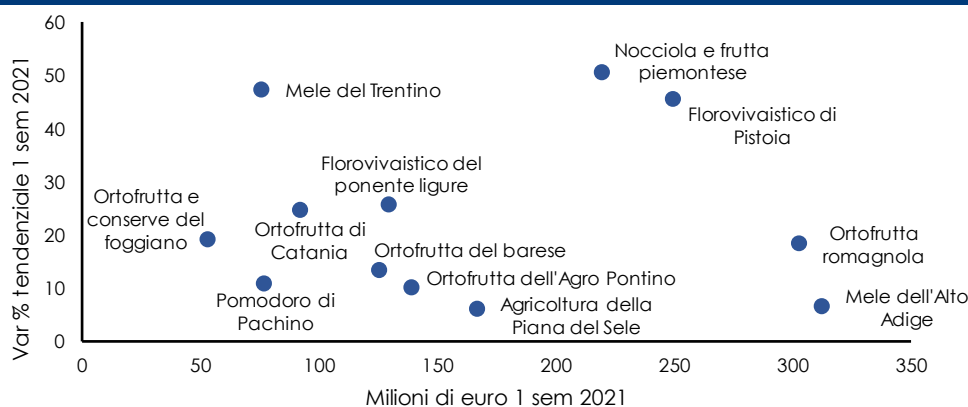 60
50
40
30
20
10
0
Var % tendenziale 1 sem 2021
Nocciola e frutta
piemontese
Mele del Trentino
Florovivaistico di
Pistoia
Florovivaistico del
ponente ligure
Ortofrutta e
conserve del
foggiano
Ortofrutta di
Catania
Ortofrutta del barese
Ortofrutta
romagnola
Ortofrutta dell'Agro Pontino
Pomodoro di
Pachino
Agricoltura della
Piana del Sele
Mele dell'Alto
Adige
0 50 100 150 200 250 300 350
Milioni di euro 1 sem 2021